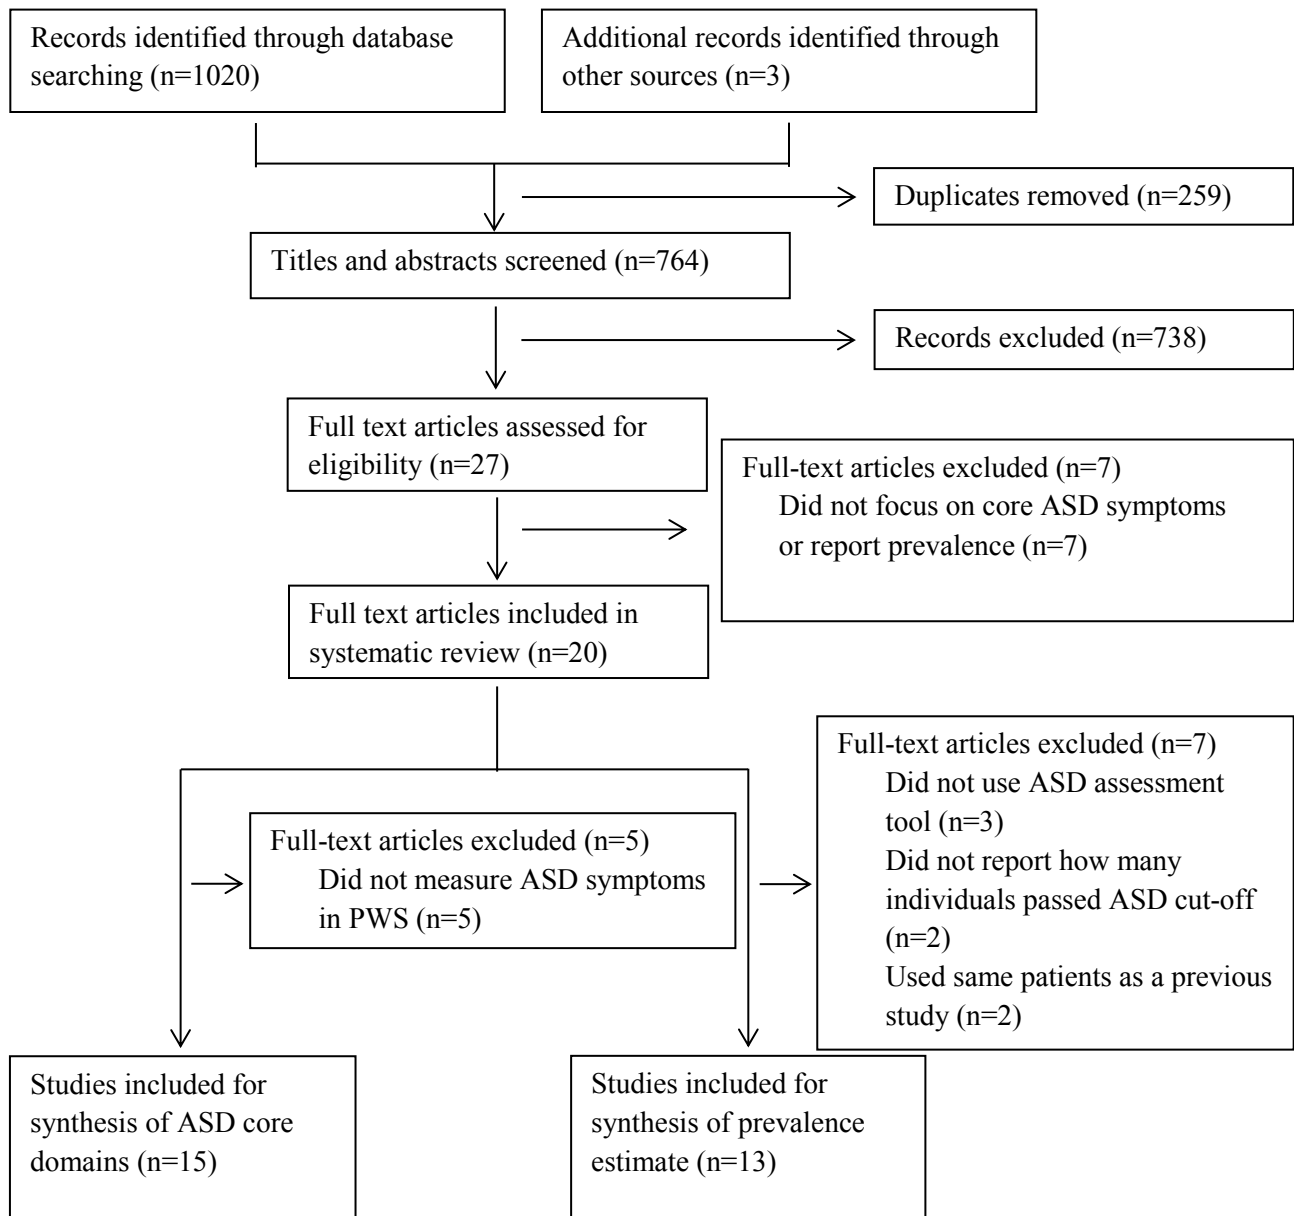 Records identified through database
searching (n=1020)
Additional records identified through
other sources (n=3)
Duplicates removed (n=259)
Titles and abstracts screened (n=764)
Records excluded (n=738)
Full text articles assessed for
eligibility (n=27)
Full-text articles excluded (n=7)
Did not focus on core ASD symptoms
or report prevalence (n=7)
Full text articles included in
systematic review (n=20)
Full-text articles excluded (n=5)
Did not measure ASD symptoms
in PWS (n=5)
Full-text articles excluded (n=7)
Did not use ASD assessment
tool (n=3)
Did not report how many
individuals passed ASD cut-off
(n=2)
Used same patients as a previous
study (n=2)
Studies included for
synthesis of ASD core
domains (n=15)
Studies included for
synthesis of prevalence
estimate (n=13)